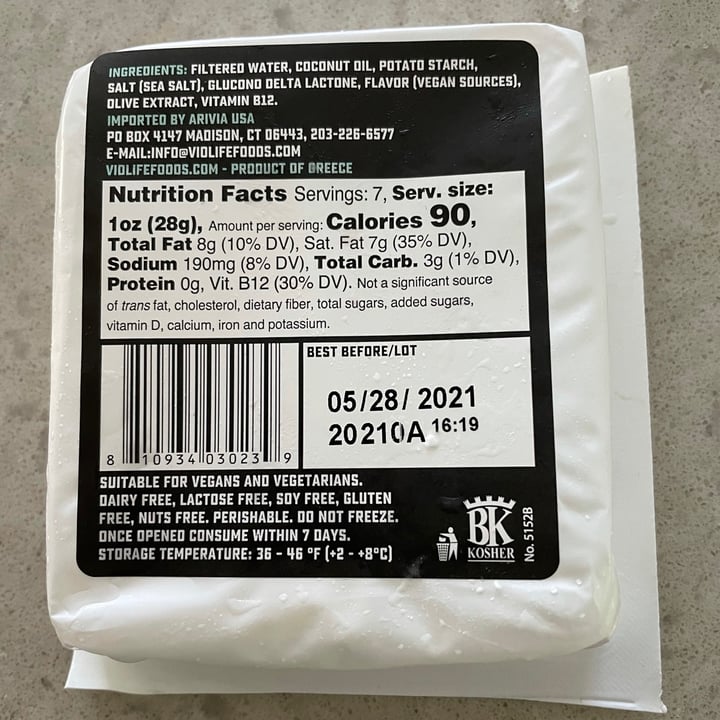 INGREDIENTS: FILTERED WATER, COCONUT OIL, POTATO STARCH,
SALT (SEA SALT), GLUCONO DELTA LACTONE, FLAVOR (VEGAN SOURCES),
OLIVE EXTRACT, VITAMIN B12.
IMPORTED BY ARIVIA USA
PO BOX 4147 MADISON, CT 06443, 203-226-6577
E-MAIL:INFO@VIOLIFEFOODS.COM
VIOLIFEFOODS.COM - PRODUCT OF GREECE
Nutrition Facts Servings: 7, Serv. size:
1oz (28g), Amount per serving: Calories 90,
Total Fat 8g (10% DV), Sat. Fat 7g (35% DV),
Sodium 190mg (8% DV), Total Carb. 3g (1% DV),
Protein 0g, Vit. B12 (30% DV). Not a significant source
of trans fat, cholesterol, dietary fiber, total sugars, added sugars,
vitamin D, calcium, iron and potassium.
BEST BEFORE/LOT
05/28/ 2021
20210A 16:19
8 10934 03023 9
SUITABLE FOR VEGANS AND VEGETARIANS.
DAIRY FREE, LACTOSE FREE, SOY FREE, GLUTEN
FREE, NUTS FREE. PERISHABLE. DO NOT FREEZE.
ONCE OPENED CONSUME WITHIN 7 DAYS.
STORAGE TEMPERATURE: 36 - 46 °F (+2 - +8°C)
BK
KOSHER
No. 5152B